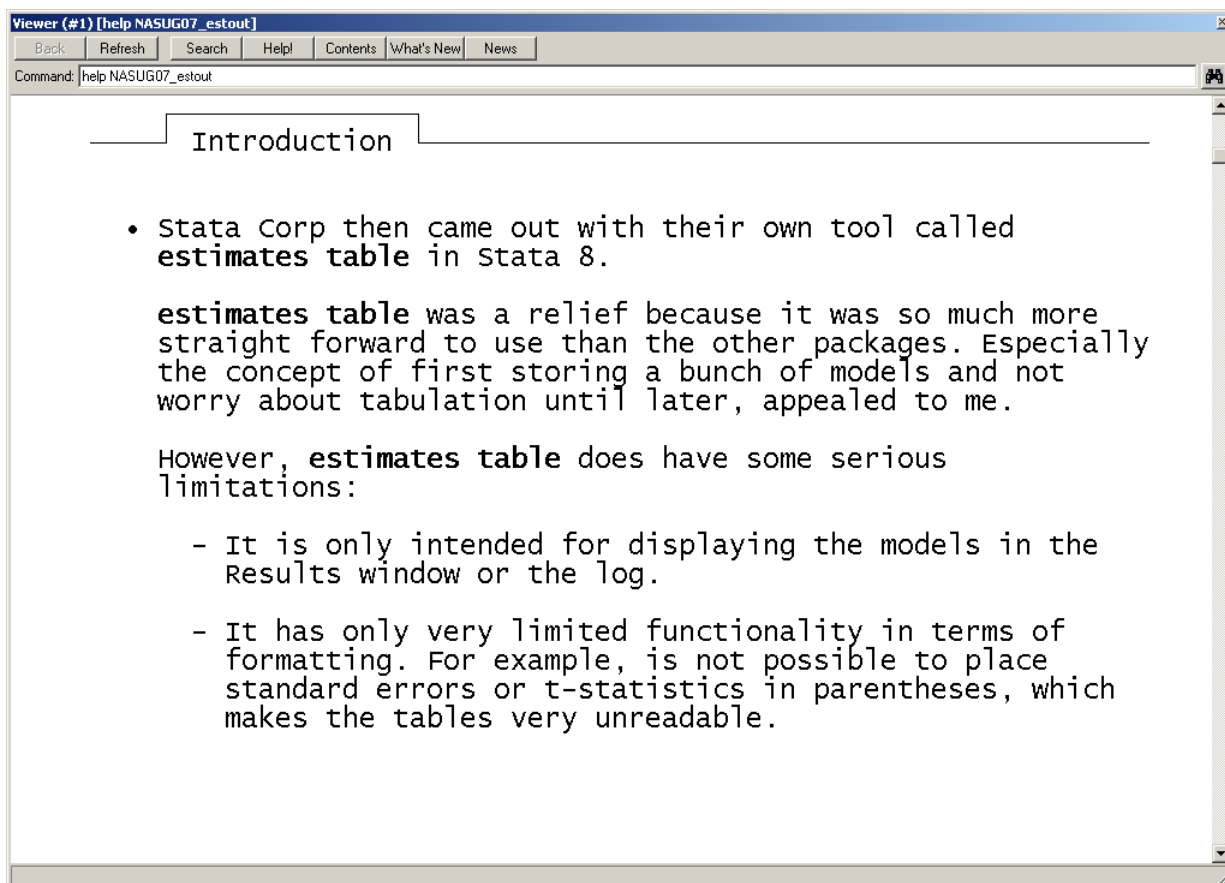 Viewer (#1) [help NASUG07_estout]
Back Refresh Search Help! Contents What's New News
Command: help NASUG07_estout
Introduction
• Stata Corp then came out with their own tool called
estimates table in Stata 8.
estimates table was a relief because it was so much more
straight forward to use than the other packages. Especially
the concept of first storing a bunch of models and not
worry about tabulation until later, appealed to me.
However, estimates table does have some serious
limitations:
– It is only intended for displaying the models in the
Results window or the log.
– It has only very limited functionality in terms of
formatting. For example, is not possible to place
standard errors or t-statistics in parentheses, which
makes the tables very unreadable.